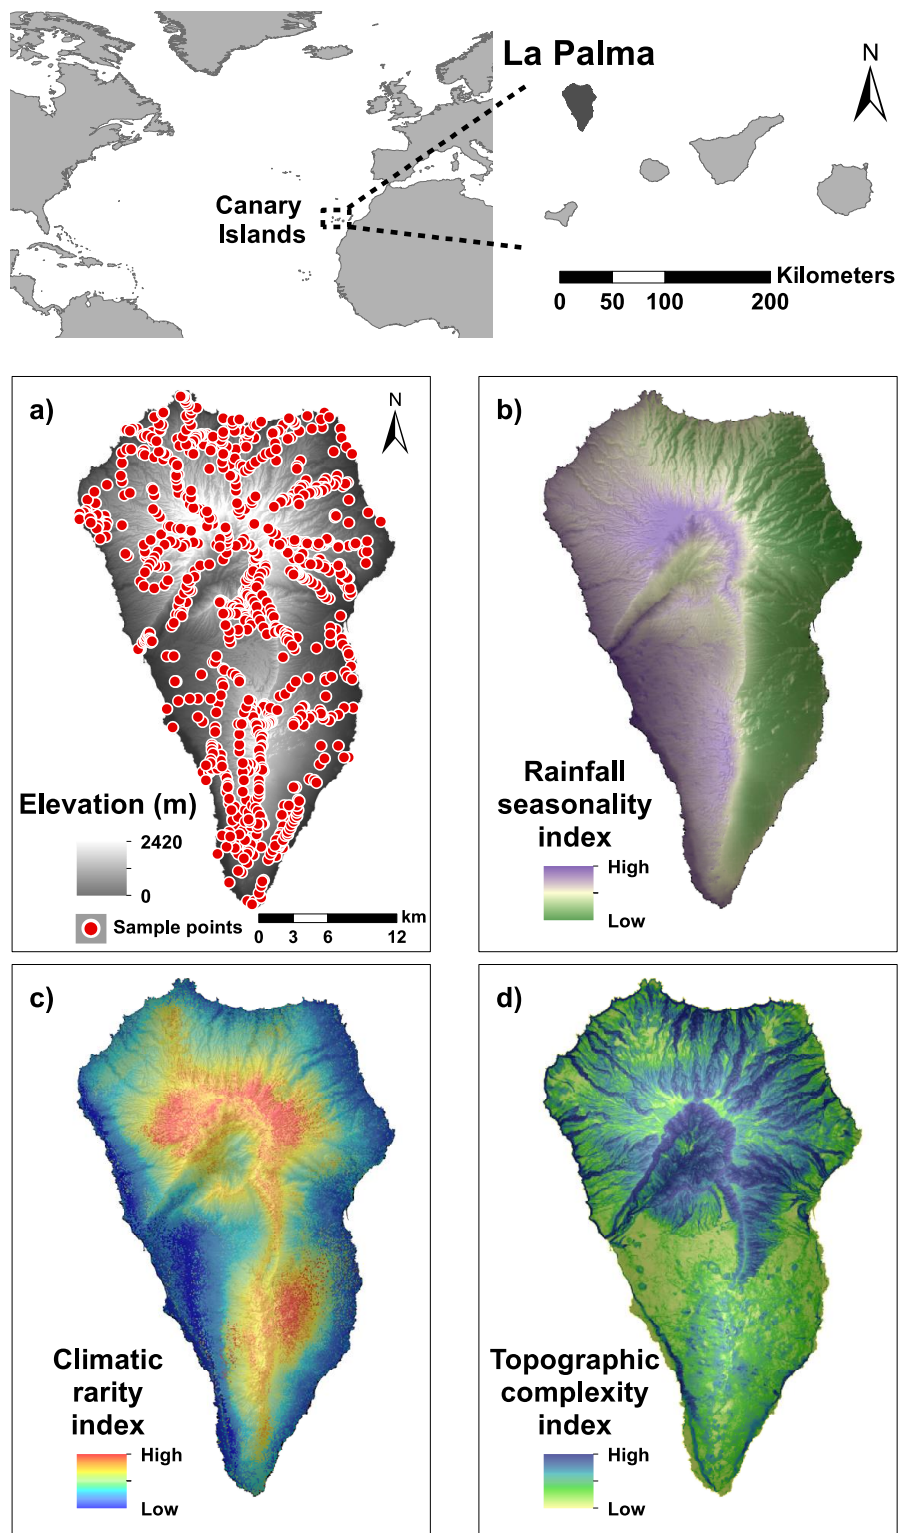 La Palma
N
Canary
Islands
Kilometers
0 50 100 200
a)
N
Elevation (m)
2420
0
Sample points
km
0 3 6 12
b)
Rainfall
seasonality
index
High
Low
c)
Climatic
rarity
index
High
Low
d)
Topographic
complexity
index
High
Low